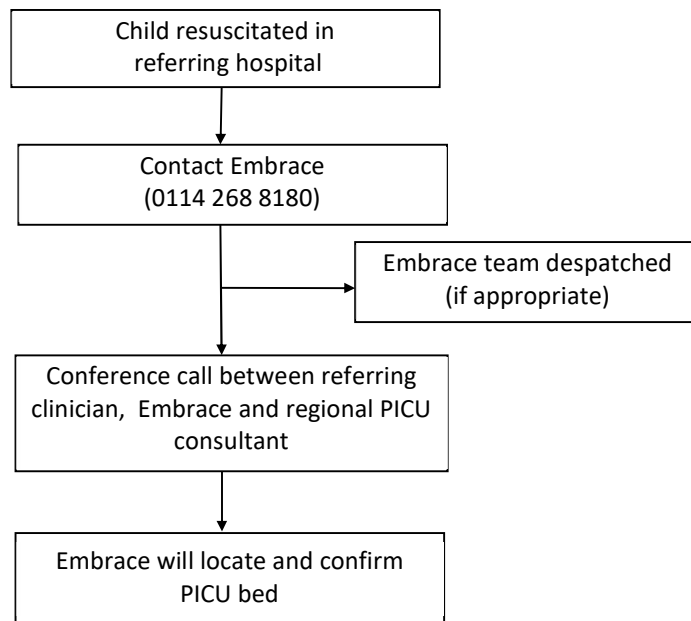 Child resuscitated in
referring hospital
Contact Embrace
(0114 268 8180)
Embrace team despatched
(if appropriate)
Conference call between referring
clinician, Embrace and regional PICU
consultant
Embrace will locate and confirm
PICU bed